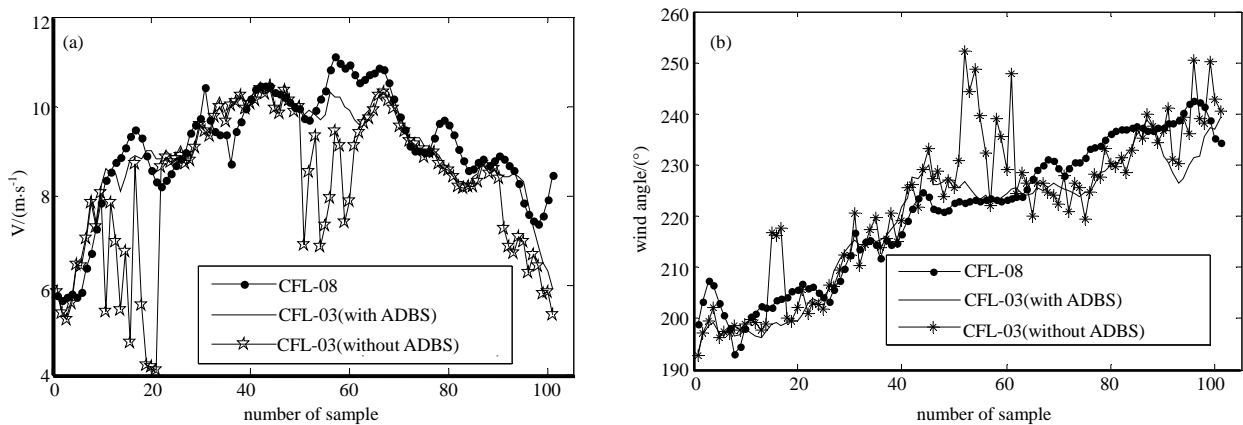 12
10
8
6
4
V/(m·s⁻¹)
(a)
CFL-08
CFL-03(with ADBS)
CFL-03(without ADBS)
0 20 40 60 80 100
number of sample
260
250
240
230
220
210
200
190
wind angle/(°)
(b)
CFL-08
CFL-03(with ADBS)
CFL-03(without ADBS)
0 20 40 60 80 100
number of sample